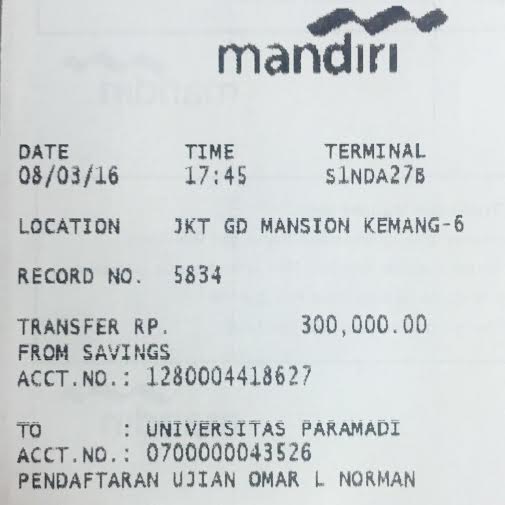 mandiri
DATE TIME TERMINAL
08/03/16 17:45 S1NDA27B
LOCATION JKT GD MANSION KEMANG-6
RECORD NO. 5834
TRANSFER RP. 300,000.00
FROM SAVINGS
ACCT.NO.: 1280004418627
TO : UNIVERSITAS PARAMADI
ACCT.NO.: 0700000043526
PENDAFTARAN UJIAN OMAR L NORMAN